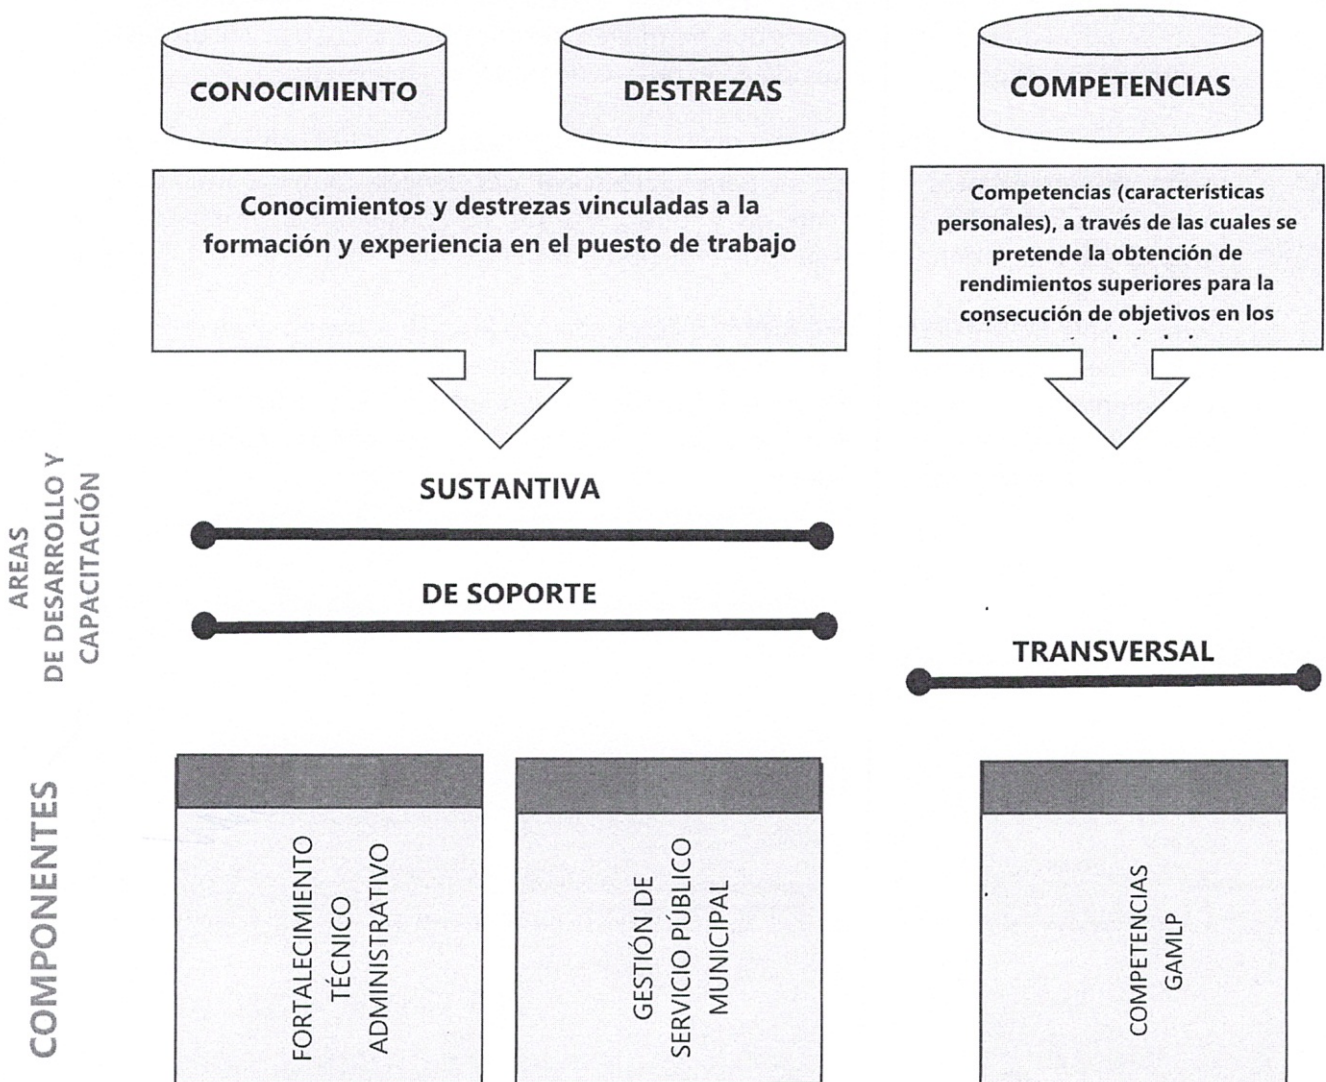 CONOCIMIENTO
DESTREZAS
COMPETENCIAS
Conocimientos y destrezas vinculadas a la
formación y experiencia en el puesto de trabajo
Competencias (características
personales), a través de las cuales se
pretende la obtención de
rendimientos superiores para la
consecución de objetivos en los
AREAS
DE DESARROLLO Y
CAPACITACIÓN
SUSTANTIVA
DE SOPORTE
TRANSVERSAL
COMPONENTES
FORTALECIMIENTO
TÉCNICO
ADMINISTRATIVO
GESTIÓN DE
SERVICIO PÚBLICO
MUNICIPAL
COMPETENCIAS
GAMLP